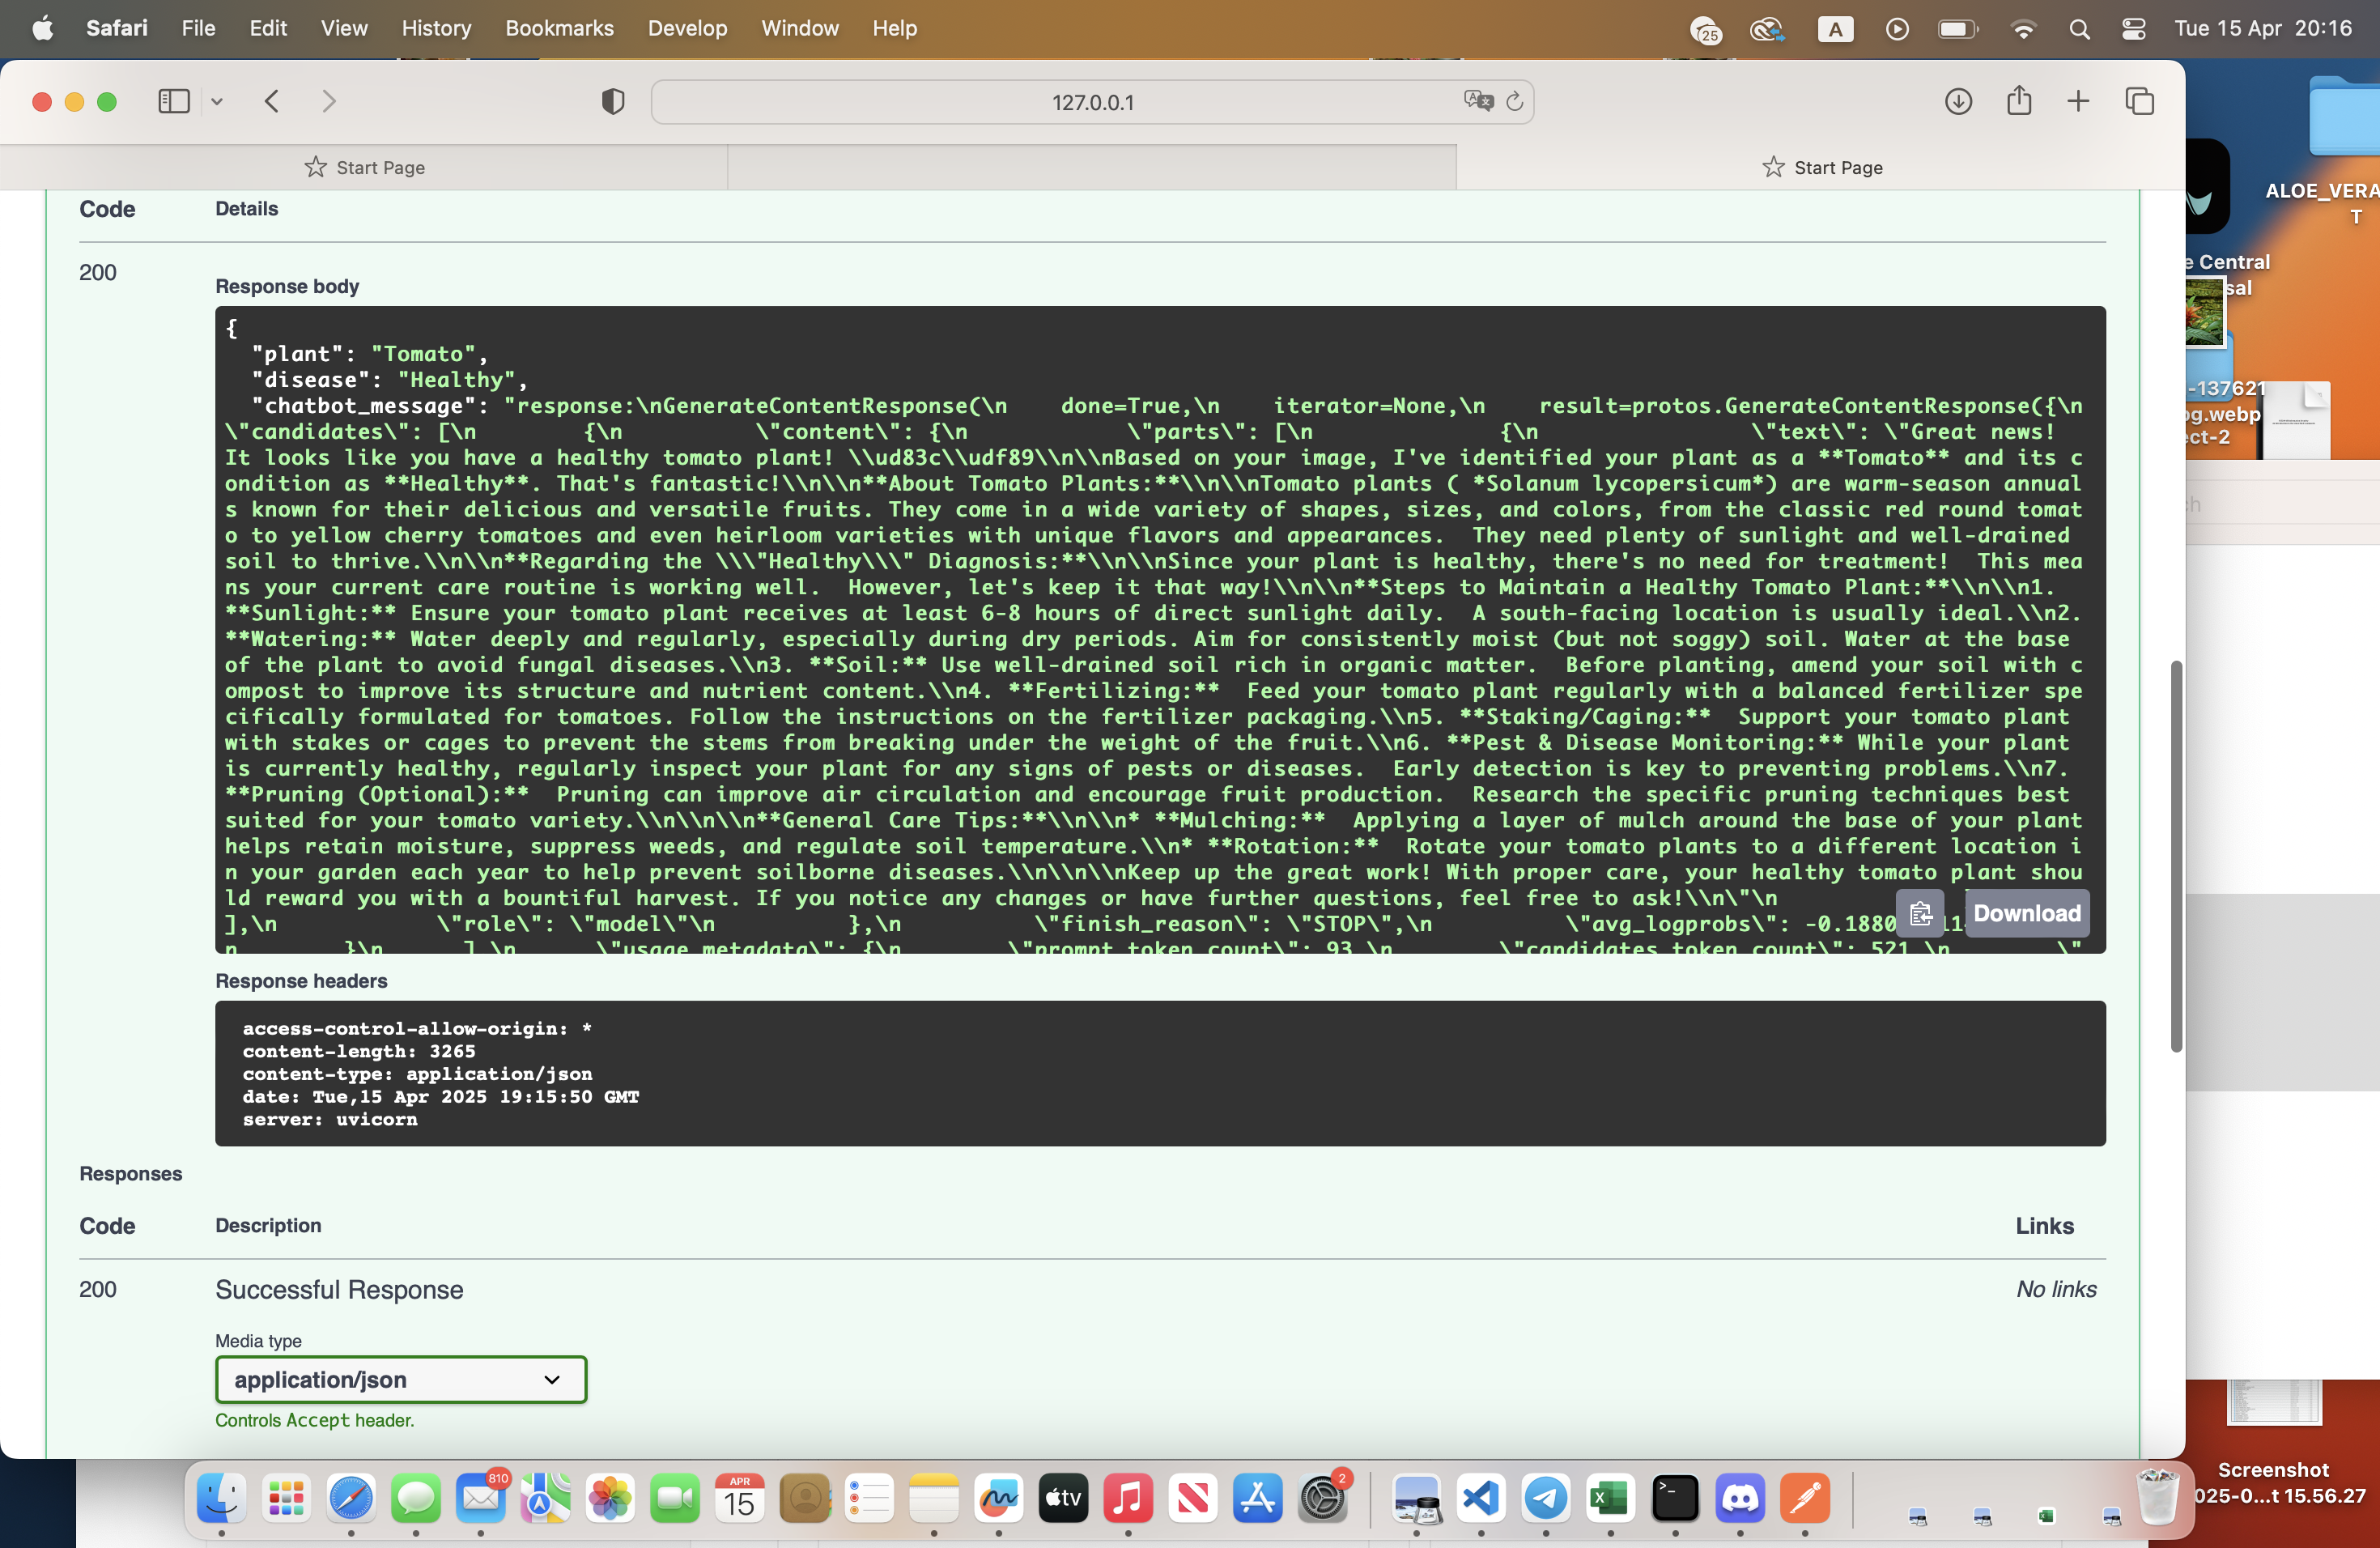 Safari File Edit View History Bookmarks Develop Window Help 25 A Tue 15 Apr 20:16
127.0.0.1
Start Page
Start Page
Code Details
200
Response body
{
"plant": "Tomato",
"disease": "Healthy",
"chatbot_message": "response:\nGenerateContentResponse(\n    done=True,\n    iterator=None,\n    result=protos.GenerateContentResponse({\n
\"candidates\": [\n        {\n          \"content\": {\n            \"parts\": [\n              {\n                \"text\": \"Great news!
It looks like you have a healthy tomato plant! \\ud83c\\udf89\\n\\nBased on your image, I've identified your plant as a **Tomato** and its c
ondition as **Healthy**. That's fantastic!\\n\\n**About Tomato Plants:**\\n\\nTomato plants ( *Solanum lycopersicum*) are warm-season annual
s known for their delicious and versatile fruits. They come in a wide variety of shapes, sizes, and colors, from the classic red round tomat
o to yellow cherry tomatoes and even heirloom varieties with unique flavors and appearances.  They need plenty of sunlight and well-drained
soil to thrive.\\n\\n**Regarding the \\\"Healthy\\\" Diagnosis:**\\n\\nSince your plant is healthy, there's no need for treatment!  This mea
ns your current care routine is working well.  However, let's keep it that way!\\n\\n**Steps to Maintain a Healthy Tomato Plant:**\\n\\n1.
**Sunlight:** Ensure your tomato plant receives at least 6-8 hours of direct sunlight daily.  A south-facing location is usually ideal.\\n2.
**Watering:** Water deeply and regularly, especially during dry periods. Aim for consistently moist (but not soggy) soil. Water at the base
of the plant to avoid fungal diseases.\\n3. **Soil:** Use well-drained soil rich in organic matter.  Before planting, amend your soil with c
ompost to improve its structure and nutrient content.\\n4. **Fertilizing:**  Feed your tomato plant regularly with a balanced fertilizer spe
cifically formulated for tomatoes. Follow the instructions on the fertilizer packaging.\\n5. **Staking/Caging:**  Support your tomato plant
with stakes or cages to prevent the stems from breaking under the weight of the fruit.\\n6. **Pest & Disease Monitoring:** While your plant
is currently healthy, regularly inspect your plant for any signs of pests or diseases.  Early detection is key to preventing problems.\\n7.
**Pruning (Optional):**  Pruning can improve air circulation and encourage fruit production.  Research the specific pruning techniques best
suited for your tomato variety.\\n\\n\\n**General Care Tips:**\\n\\n* **Mulching:**  Applying a layer of mulch around the base of your plant
helps retain moisture, suppress weeds, and regulate soil temperature.\\n* **Rotation:**  Rotate your tomato plants to a different location i
n your garden each year to help prevent soilborne diseases.\\n\\n\\nKeep up the great work! With proper care, your healthy tomato plant shou
ld reward you with a bountiful harvest. If you notice any changes or have further questions, feel free to ask!\\n\"\n
],\n            \"role\": \"model\"\n          },\n          \"finish_reason\": \"STOP\",\n          \"avg_logprobs\": -0.1880
n        }\n      ],\n      \"usage_metadata\": {\n        \"prompt_token_count\": 93,\n        \"candidates_token_count\": 521,\n        \"
Download
Response headers
access-control-allow-origin: *
content-length: 3265
content-type: application/json
date: Tue,15 Apr 2025 19:15:50 GMT
server: uvicorn
Responses
Code Description Links
200 Successful Response No links
Media type
application/json
Controls Accept header.
ALOE_VERA
T
e Central
sal
-137621
og.webp
ect-2
ch
Screenshot
025-0...t 15.56.27
810
APR
15
tv
2